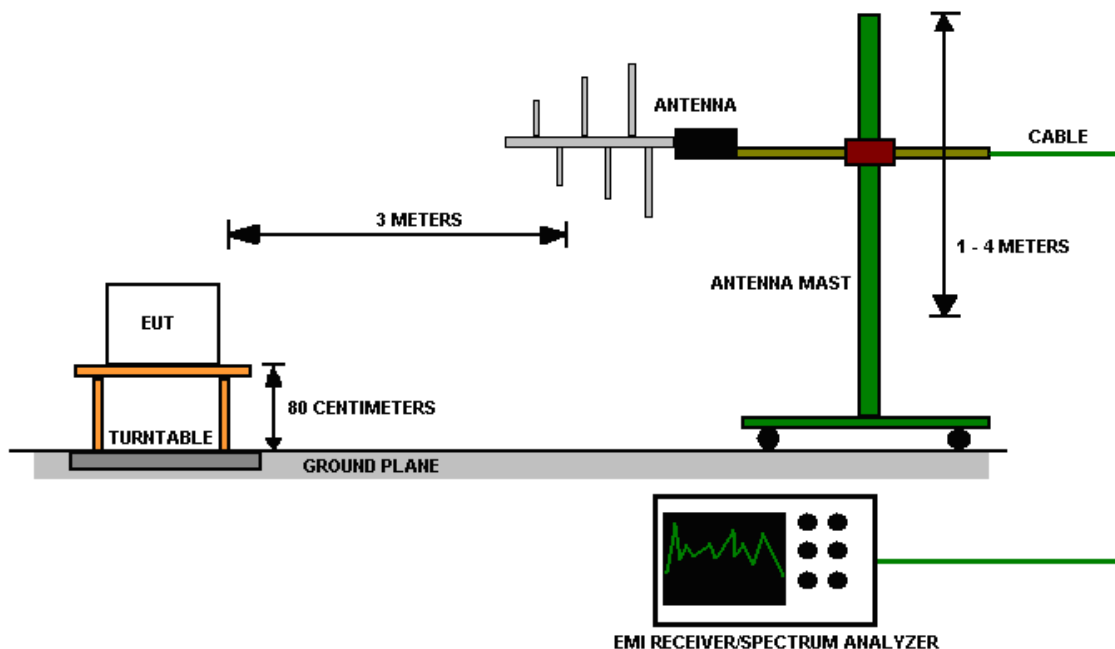 ANTENNA
CABLE
3 METERS
1 - 4 METERS
ANTENNA MAST
EUT
80 CENTIMETERS
TURNTABLE
GROUND PLANE
EMI RECEIVER/SPECTRUM ANALYZER